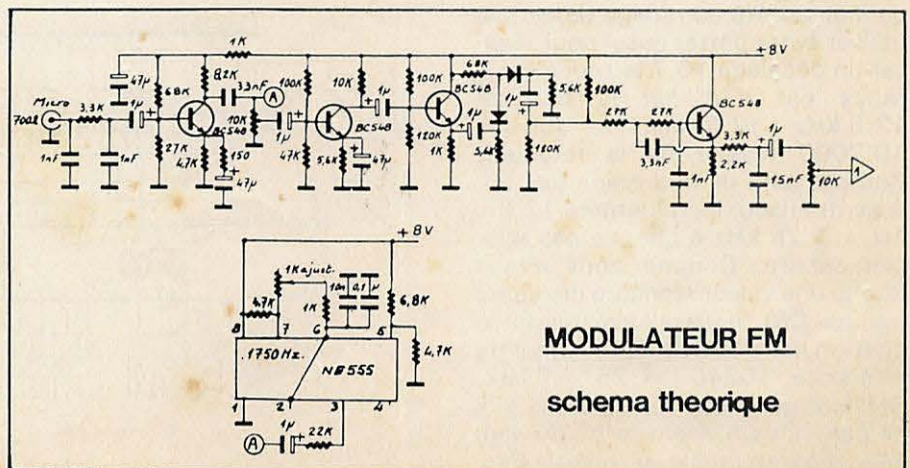 +8V
1K
47µ
68K
8,2K
3,3nF
A
100K
10K
1µ
100K
68K
1µ
5,6K
100K
27K
27K
BC548
Micro
700Ω
3.3K
1µ
BC548
10K
1µ
BC548
BC548
3.3K
1µ
1nF
1nF
27K
4,7K
150
47µ
47K
5,6K
47µ
120K
1K
1µ
5,6K
120K
3,3nF
1nF
2.2K
15nF
10K
1
+8V
1K ajust.
10n
0,1
µ
4.7K
1K
6,8K
8
7
6
5
1750 Hz.
NE555
4,7K
1
2
3
4
A
1µ
22K
MODULATEUR FM
schema theorique